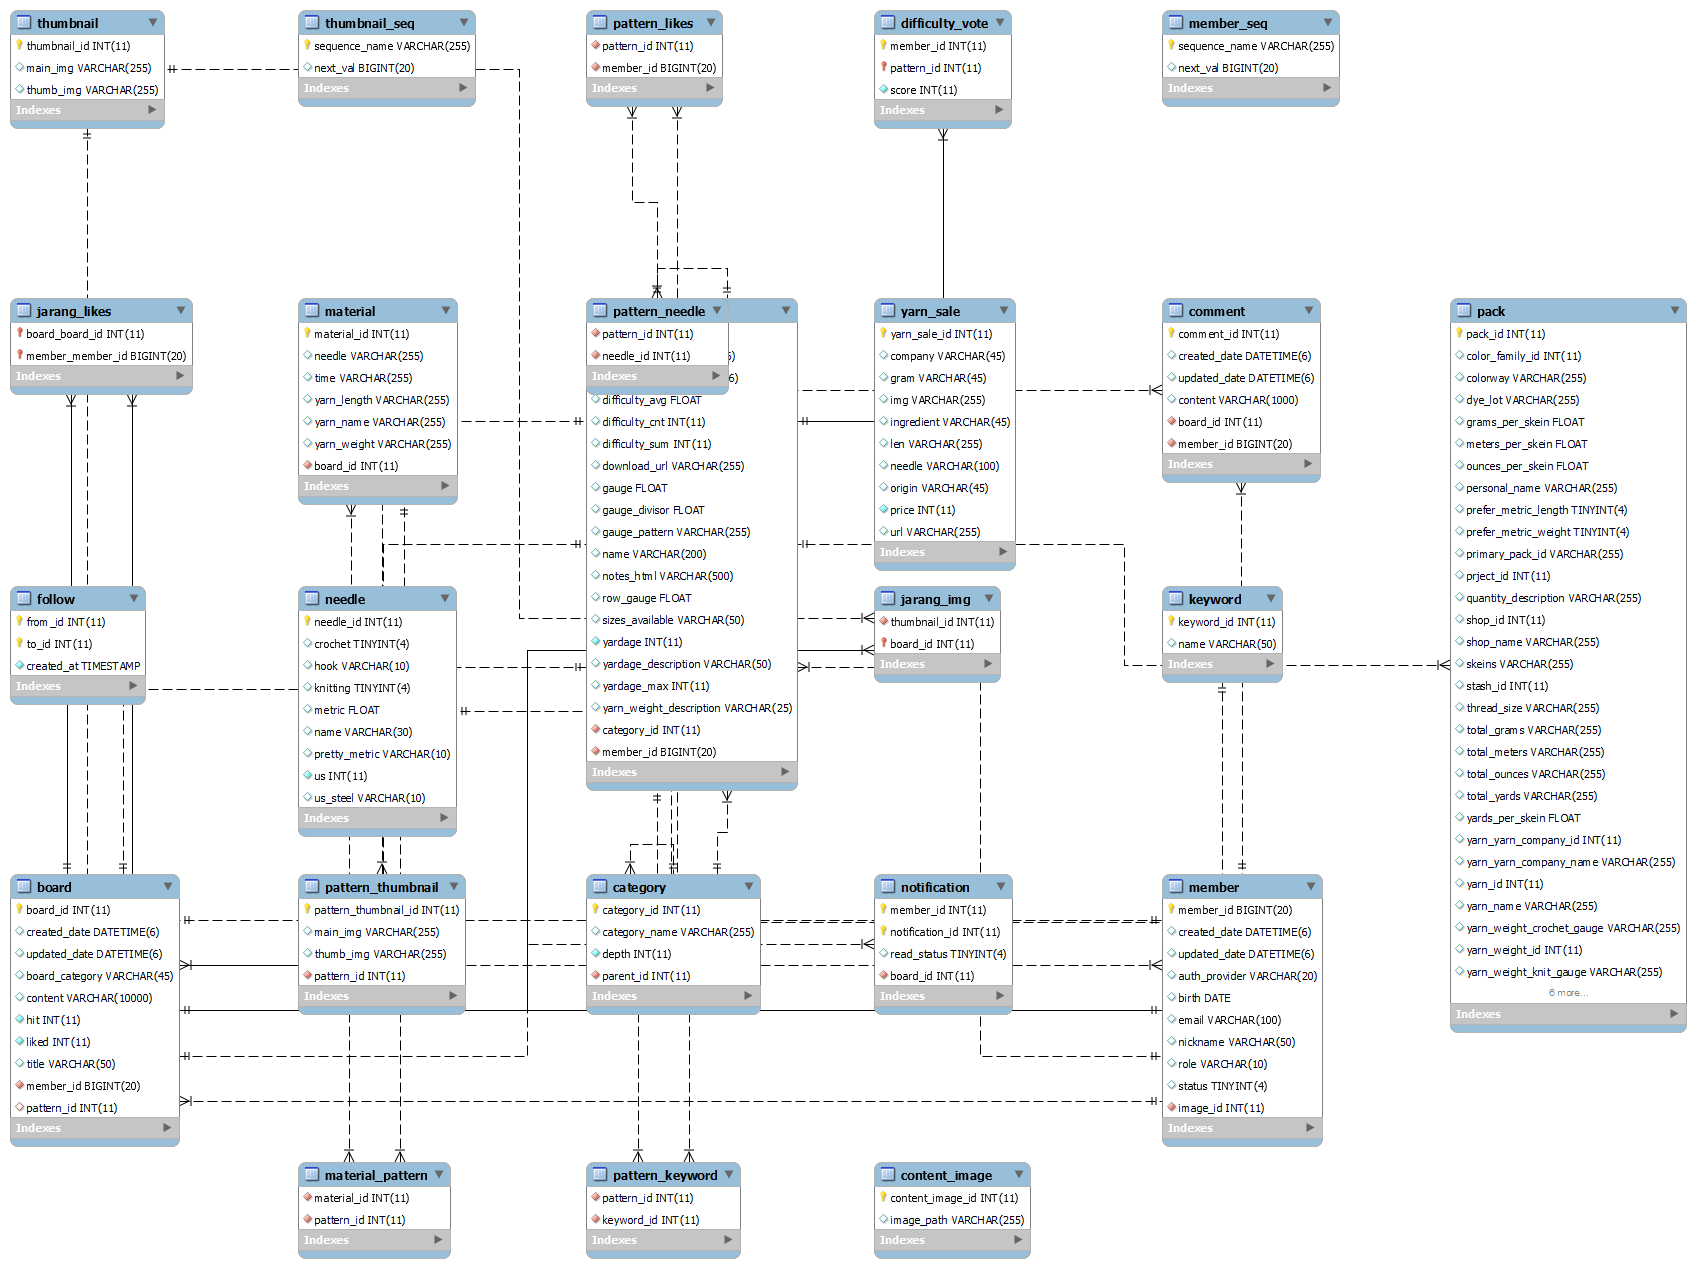 thumbnail
thumbnail_id INT(11)
main_img VARCHAR(255)
thumb_img VARCHAR(255)
Indexes
thumbnail_seq
sequence_name VARCHAR(255)
next_val BIGINT(20)
Indexes
pattern_likes
pattern_id INT(11)
member_id BIGINT(20)
Indexes
difficulty_vote
member_id INT(11)
pattern_id INT(11)
score INT(11)
Indexes
member_seq
sequence_name VARCHAR(255)
next_val BIGINT(20)
Indexes
jarang_likes
board_board_id INT(11)
member_member_id BIGINT(20)
Indexes
material
material_id INT(11)
needle VARCHAR(255)
time VARCHAR(255)
yarn_length VARCHAR(255)
yarn_name VARCHAR(255)
yarn_weight VARCHAR(255)
board_id INT(11)
Indexes
pattern_needle
pattern_id INT(11)
needle_id INT(11)
Indexes
6)
6)
difficulty_avg FLOAT
difficulty_cnt INT(11)
difficulty_sum INT(11)
download_url VARCHAR(255)
gauge FLOAT
gauge_divisor FLOAT
gauge_pattern VARCHAR(255)
name VARCHAR(200)
notes_html VARCHAR(500)
row_gauge FLOAT
sizes_available VARCHAR(50)
yardage INT(11)
yardage_description VARCHAR(50)
yardage_max INT(11)
yarn_weight_description VARCHAR(25)
category_id INT(11)
member_id BIGINT(20)
Indexes
yarn_sale
yarn_sale_id INT(11)
company VARCHAR(45)
gram VARCHAR(45)
img VARCHAR(255)
ingredient VARCHAR(45)
len VARCHAR(255)
needle VARCHAR(100)
origin VARCHAR(45)
price INT(11)
url VARCHAR(255)
Indexes
comment
comment_id INT(11)
created_date DATETIME(6)
updated_date DATETIME(6)
content VARCHAR(1000)
board_id INT(11)
member_id BIGINT(20)
Indexes
pack
pack_id INT(11)
color_family_id INT(11)
colorway VARCHAR(255)
dye_lot VARCHAR(255)
grams_per_skein FLOAT
meters_per_skein FLOAT
ounces_per_skein FLOAT
personal_name VARCHAR(255)
prefer_metric_length TINYINT(4)
prefer_metric_weight TINYINT(4)
primary_pack_id VARCHAR(255)
prject_id INT(11)
quantity_description VARCHAR(255)
shop_id INT(11)
shop_name VARCHAR(255)
skeins VARCHAR(255)
stash_id INT(11)
thread_size VARCHAR(255)
total_grams VARCHAR(255)
total_meters VARCHAR(255)
total_ounces VARCHAR(255)
total_yards VARCHAR(255)
yards_per_skein FLOAT
yarn_yarn_company_id INT(11)
yarn_yarn_company_name VARCHAR(255)
yarn_id INT(11)
yarn_name VARCHAR(255)
yarn_weight_crochet_gauge VARCHAR(255)
yarn_weight_id INT(11)
yarn_weight_knit_gauge VARCHAR(255)
6 more...
Indexes
follow
from_id INT(11)
to_id INT(11)
created_at TIMESTAMP
Indexes
needle
needle_id INT(11)
crochet TINYINT(4)
hook VARCHAR(10)
knitting TINYINT(4)
metric FLOAT
name VARCHAR(30)
pretty_metric VARCHAR(10)
us INT(11)
us_steel VARCHAR(10)
Indexes
jarang_img
thumbnail_id INT(11)
board_id INT(11)
Indexes
keyword
keyword_id INT(11)
name VARCHAR(50)
Indexes
board
board_id INT(11)
created_date DATETIME(6)
updated_date DATETIME(6)
board_category VARCHAR(45)
content VARCHAR(10000)
hit INT(11)
liked INT(11)
title VARCHAR(50)
member_id BIGINT(20)
pattern_id INT(11)
Indexes
pattern_thumbnail
pattern_thumbnail_id INT(11)
main_img VARCHAR(255)
thumb_img VARCHAR(255)
pattern_id INT(11)
Indexes
category
category_id INT(11)
category_name VARCHAR(255)
depth INT(11)
parent_id INT(11)
Indexes
notification
member_id INT(11)
notification_id INT(11)
read_status TINYINT(4)
board_id INT(11)
Indexes
member
member_id BIGINT(20)
created_date DATETIME(6)
updated_date DATETIME(6)
auth_provider VARCHAR(20)
birth DATE
email VARCHAR(100)
nickname VARCHAR(50)
role VARCHAR(10)
status TINYINT(4)
image_id INT(11)
Indexes
material_pattern
material_id INT(11)
pattern_id INT(11)
Indexes
pattern_keyword
pattern_id INT(11)
keyword_id INT(11)
Indexes
content_image
content_image_id INT(11)
image_path VARCHAR(255)
Indexes